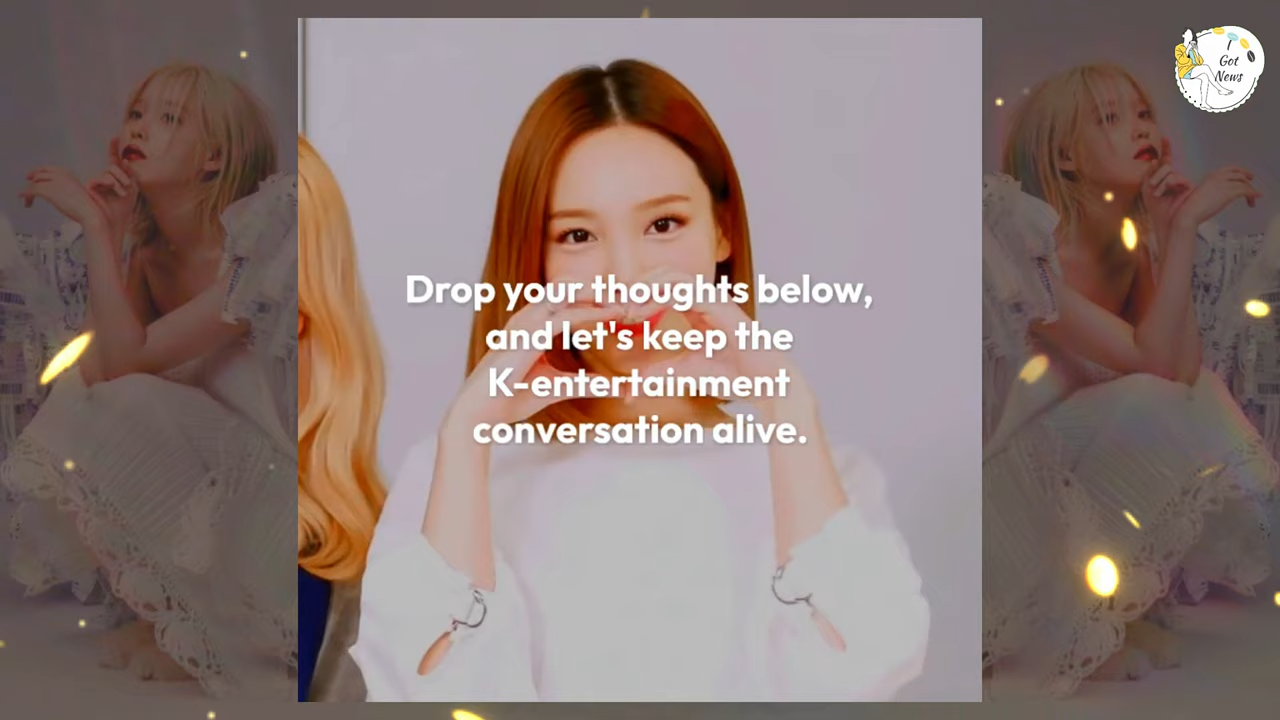 I
Got
News
Drop your thoughts below,
and let's keep the
K-entertainment
conversation alive.